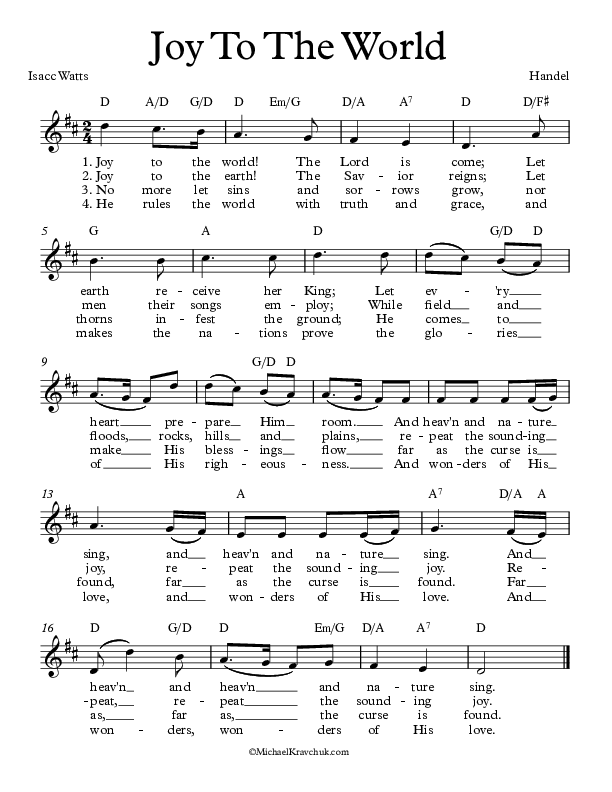 Joy To The World
Isacc Watts Handel
D A/D G/D D Em/G D/A A7 D D/F#
2
4
1. Joy to the world! The Lord is come; Let
2. Joy to the earth! The Sav - ior reigns; Let
3. No more let sins and sor - rows grow, nor
4. He rules the world with truth and grace, and
5 G A D G/D D
earth re - ceive her King; Let ev - 'ry
men their songs em - ploy; While field and
thorns in - fest the ground; He comes to
makes the na - tions prove the glo - ries
9 G/D D
heart pre - pare Him room. And heav'n and na - ture
floods, rocks, hills and plains, re - peat the sound-ing
make His bless - ings flow far as the curse is
of His righ - eous - ness. And won - ders of His
13 A A7 D/A A
sing, and heav'n and na - ture sing. And
joy, re - peat the sound - ing joy. Re -
found, far as the curse is found. Far
love, and won - ders of His love. And
16 D G/D D Em/G D/A A7 D
heav'n and heav'n and na - ture sing.
-peat, re - peat the sound - ing joy.
as, far as, the curse is found.
won - ders, won - ders, of His love.
©MichaelKravchuk.com